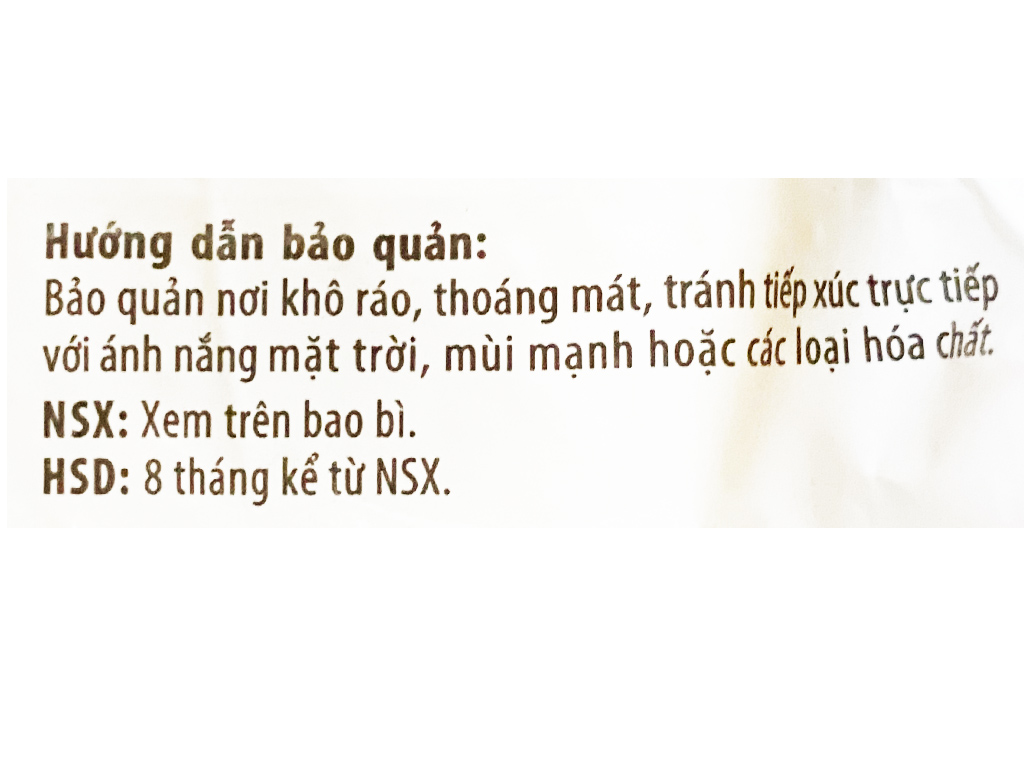 Hướng dẫn bảo quản:
Bảo quản nơi khô ráo, thoáng mát, tránh tiếp xúc trực tiếp
với ánh nắng mặt trời, mùi mạnh hoặc các loại hóa chất.
NSX: Xem trên bao bì.
HSD: 8 tháng kể từ NSX.